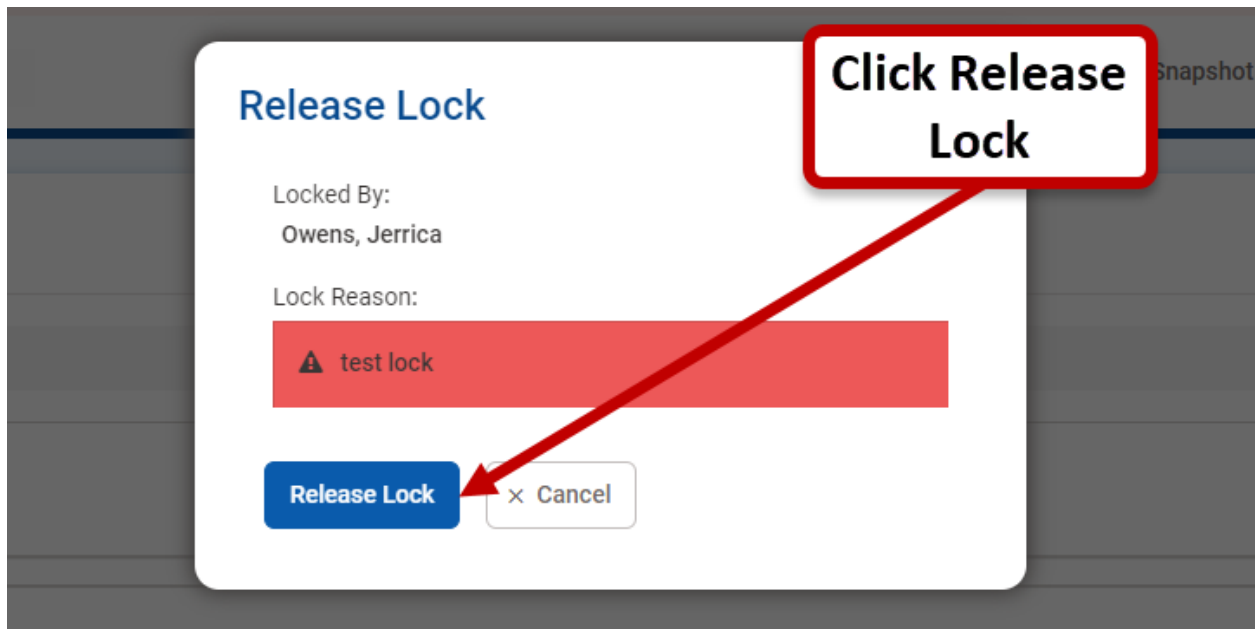 Click Release
Lock
Snapshot
Release Lock
Locked By:
Owens, Jerrica
Lock Reason:
test lock
Release Lock
× Cancel